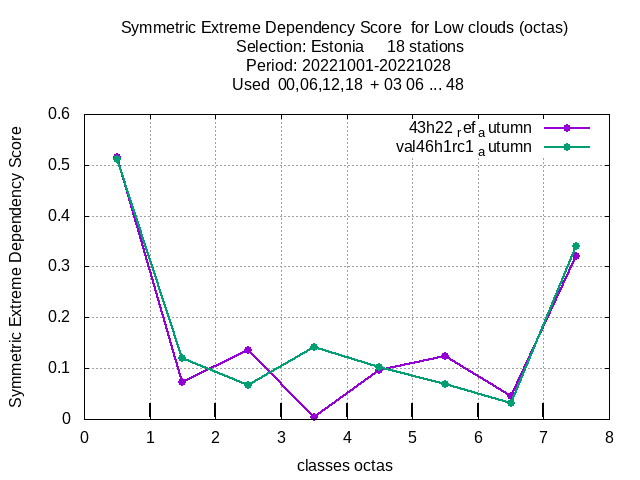 Symmetric Extreme Dependency Score  for Low clouds (octas)
Selection: Estonia     18 stations
Period: 20221001-20221028
Used  00,06,12,18  + 03 06 ... 48
43h22 ref autumn
val46h1rc1 autumn
Symmetric Extreme Dependency Score
0.6
0.5
0.4
0.3
0.2
0.1
0
0 1 2 3 4 5 6 7 8
classes octas